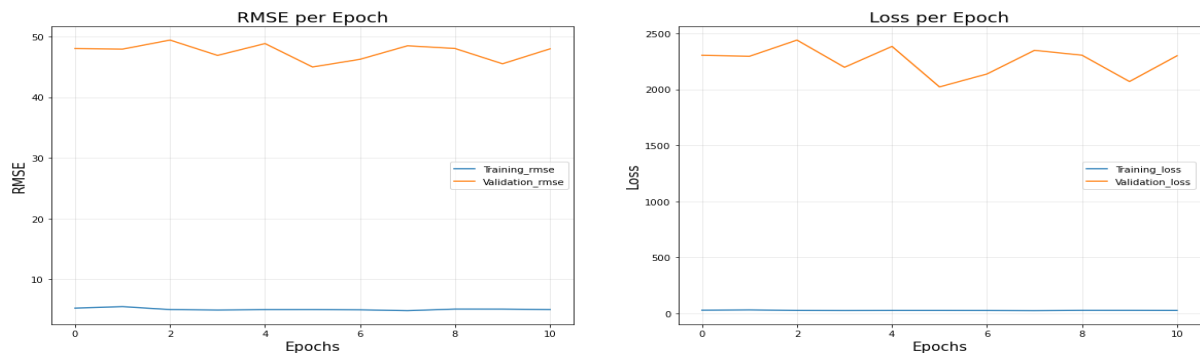 RMSE per Epoch
50
40
30
20
10
RMSE
Training_rmse
Validation_rmse
0 2 4 6 8 10
Epochs
Loss per Epoch
2500
2000
1500
1000
500
0
Loss
Training_loss
Validation_loss
0 2 4 6 8 10
Epochs